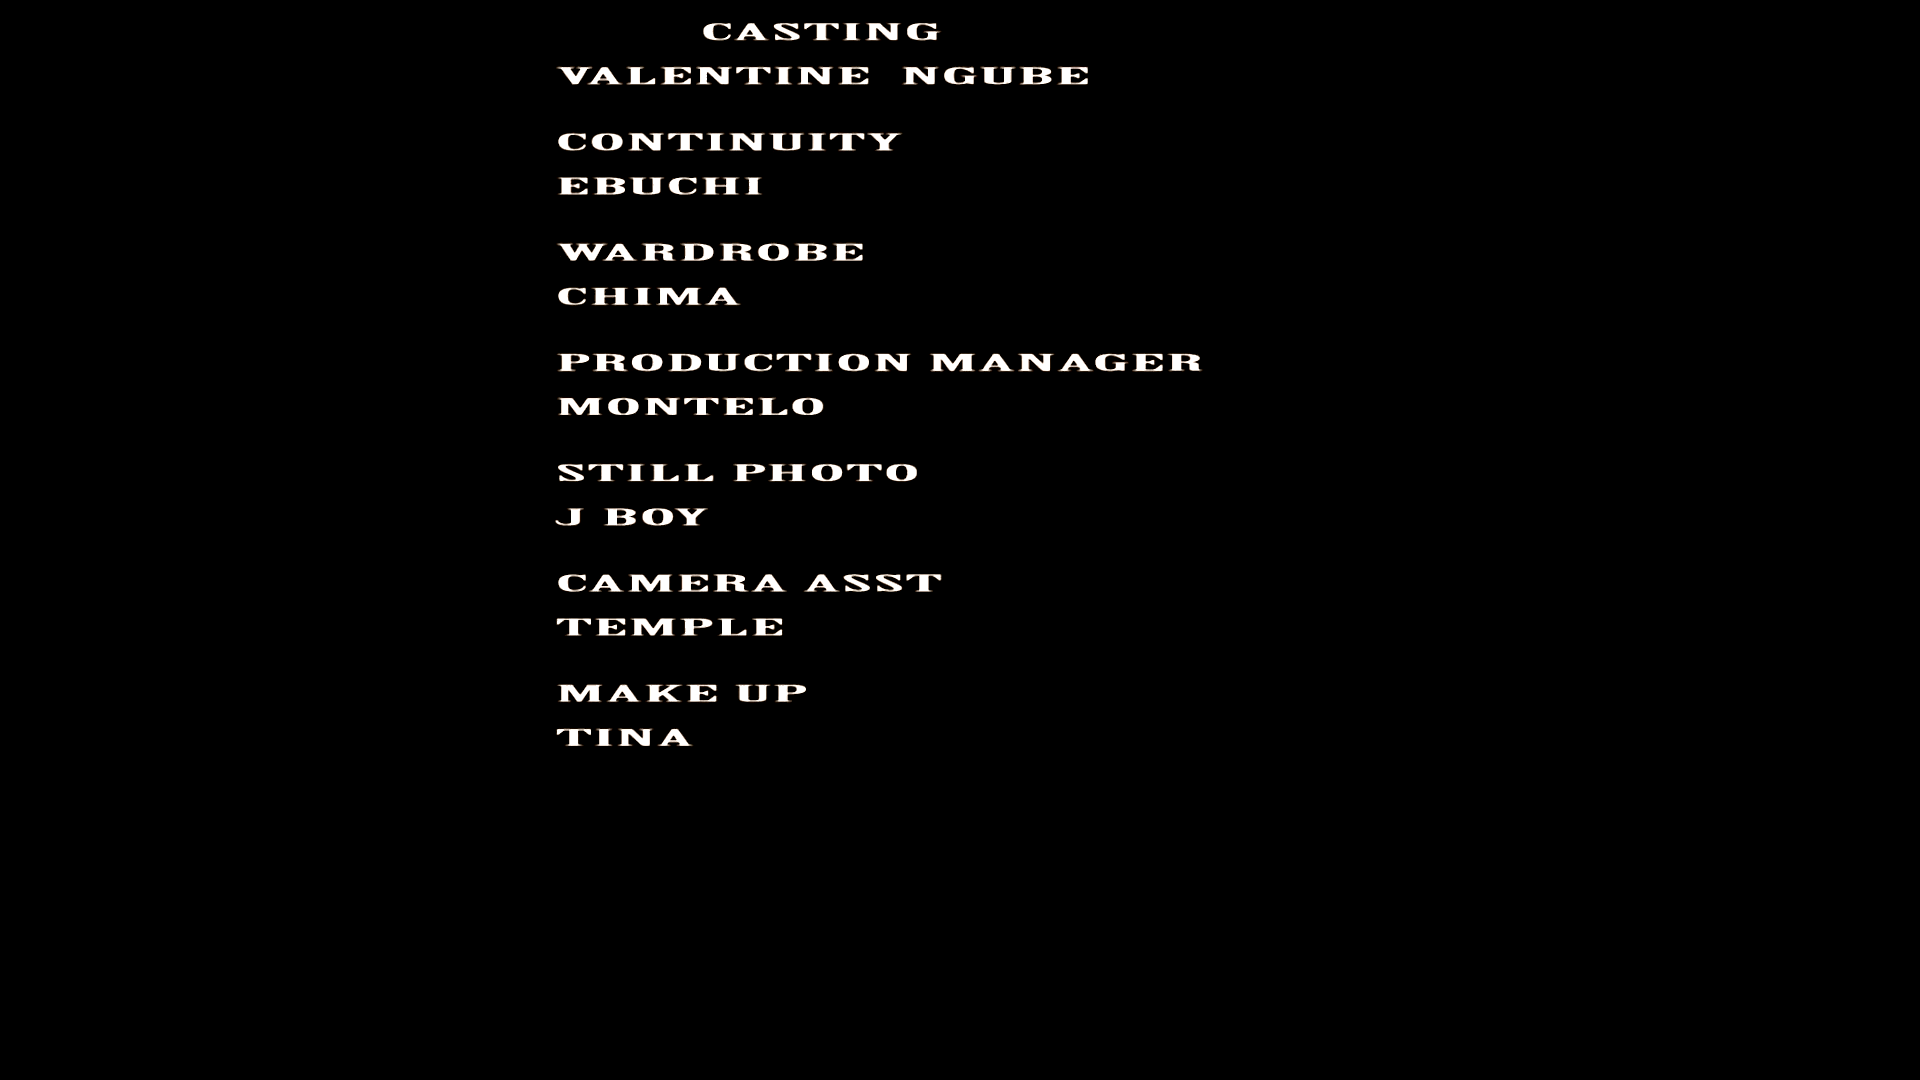 CASTING
VALENTINE NGUBE
CONTINUITY
EBUCHI
WARDROBE
CHIMA
PRODUCTION MANAGER
MONTELO
STILL PHOTO
J BOY
CAMERA ASST
TEMPLE
MAKE UP
TINA